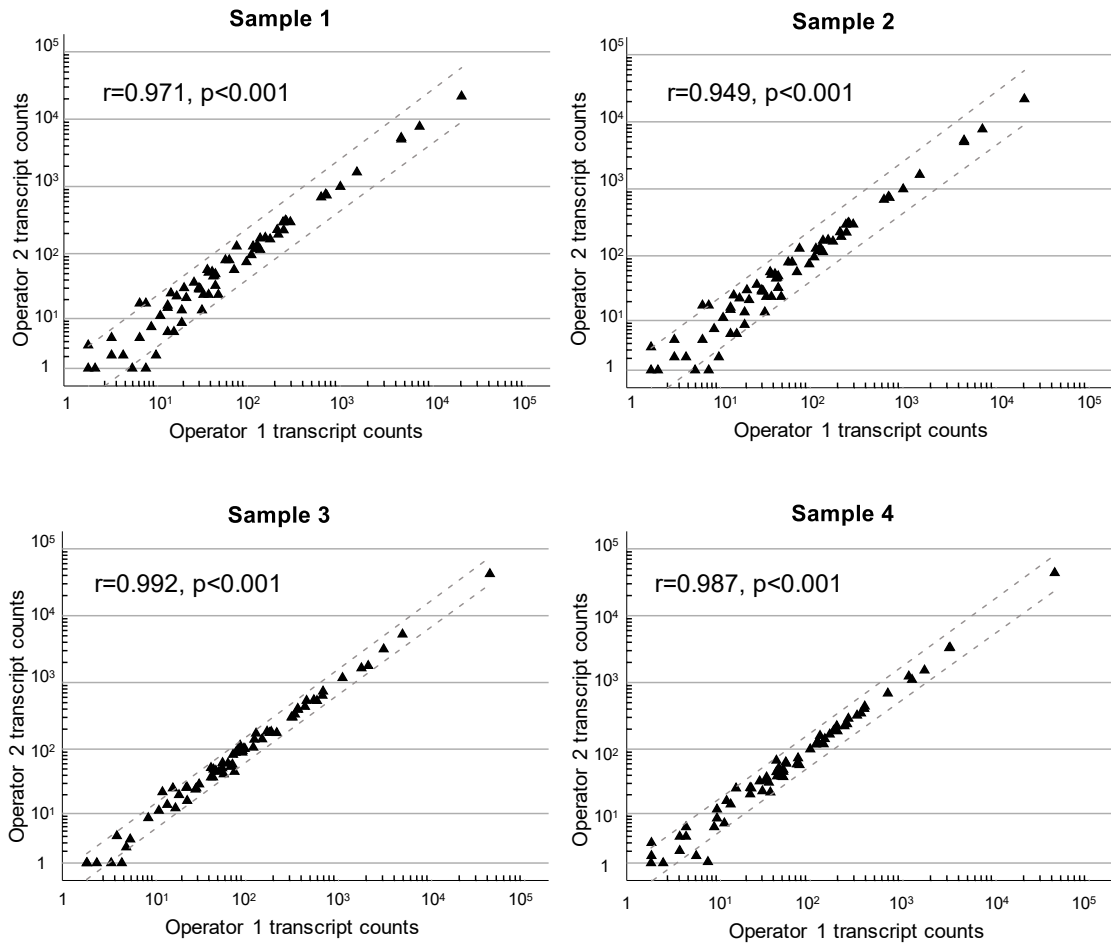 Sample 1
r=0.971, p<0.001
Operator 2 transcript counts
10⁵
10⁴
10³
10²
10¹
1
1 10¹ 10² 10³ 10⁴ 10⁵
Operator 1 transcript counts
Sample 2
r=0.949, p<0.001
Operator 2 transcript counts
10⁵
10⁴
10³
10²
10¹
1
1 10¹ 10² 10³ 10⁴ 10⁵
Operator 1 transcript counts
Sample 3
r=0.992, p<0.001
Operator 2 transcript counts
10⁵
10⁴
10³
10²
10¹
1
1 10¹ 10² 10³ 10⁴ 10⁵
Operator 1 transcript counts
Sample 4
r=0.987, p<0.001
Operator 2 transcript counts
10⁵
10⁴
10³
10²
10¹
1
1 10¹ 10² 10³ 10⁴ 10⁵
Operator 1 transcript counts